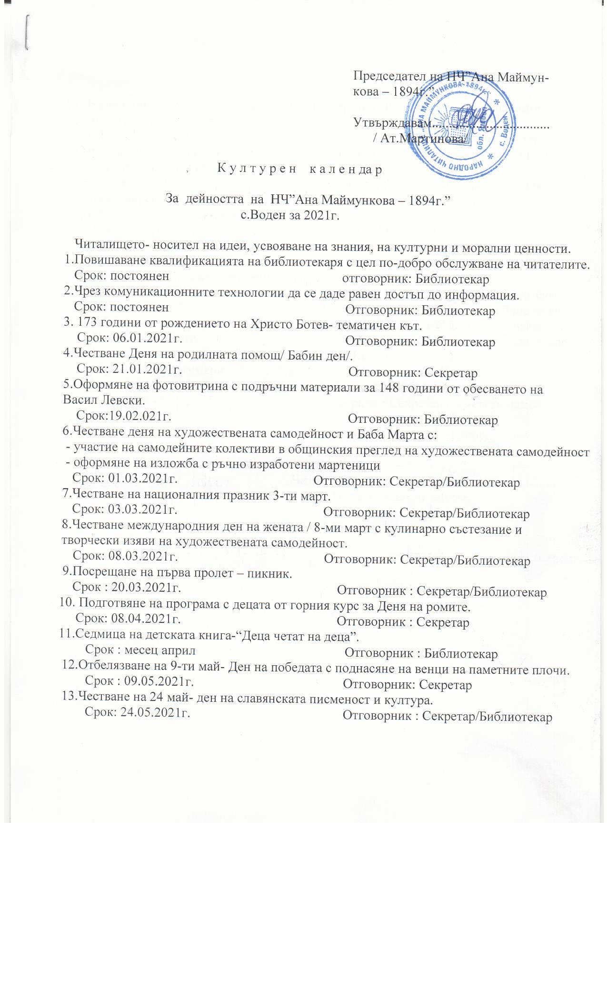 Председател на НЧ”Ана Маймун-
кова – 1894г.”
Утвърждавам..................................
/ Ат.Мартинова/
НАРОДНО ЧИТАЛИЩЕ "АНА МАЙМУНКОВА-1894г."
с. Воден
обл. Ямбол
К у л т у р е н    к а л е н да р
За  дейността  на  НЧ”Ана Маймункова – 1894г.”
с.Воден за 2021г.
Читалището- носител на идеи, усвояване на знания, на културни и морални ценности.
1.Повишаване квалификацията на библиотекаря с цел по-добро обслужване на читателите.
Срок: постоянен отговорник: Библиотекар
2.Чрез комуникационните технологии да се даде равен достъп до информация.
Срок: постоянен Отговорник: Библиотекар
3. 173 години от рождението на Христо Ботев- тематичен кът.
Срок: 06.01.2021г. Отговорник: Библиотекар
4.Честване Деня на родилната помощ/ Бабин ден/.
Срок: 21.01.2021г. Отговорник: Секретар
5.Оформяне на фотовитрина с подръчни материали за 148 години от обесването на
Васил Левски.
Срок:19.02.021г. Отговорник: Библиотекар
6.Честване деня на художествената самодейност и Баба Марта с:
- участие на самодейните колективи в общинския преглед на художествената самодейност
- оформяне на изложба с ръчно изработени мартеници
Срок: 01.03.2021г. Отговорник: Секретар/Библиотекар
7.Честване на националния празник 3-ти март.
Срок: 03.03.2021г. Отговорник: Секретар/Библиотекар
8.Честване международния ден на жената / 8-ми март с кулинарно състезание и
творчески изяви на художествената самодейност.
Срок: 08.03.2021г. Отговорник: Секретар/Библиотекар
9.Посрещане на първа пролет – пикник.
Срок : 20.03.2021г. Отговорник : Секретар/Библиотекар
10. Подготвяне на програма с децата от горния курс за Деня на ромите.
Срок: 08.04.2021г. Отговорник : Секретар
11.Седмица на детската книга-“Деца четат на деца”.
Срок : месец април Отговорник : Библиотекар
12.Отбелязване на 9-ти май- Ден на победата с поднасяне на венци на паметните плочи.
Срок : 09.05.2021г. Отговорник: Секретар
13.Честване на 24 май- ден на славянската писменост и култура.
Срок: 24.05.2021г. Отговорник : Секретар/Библиотекар